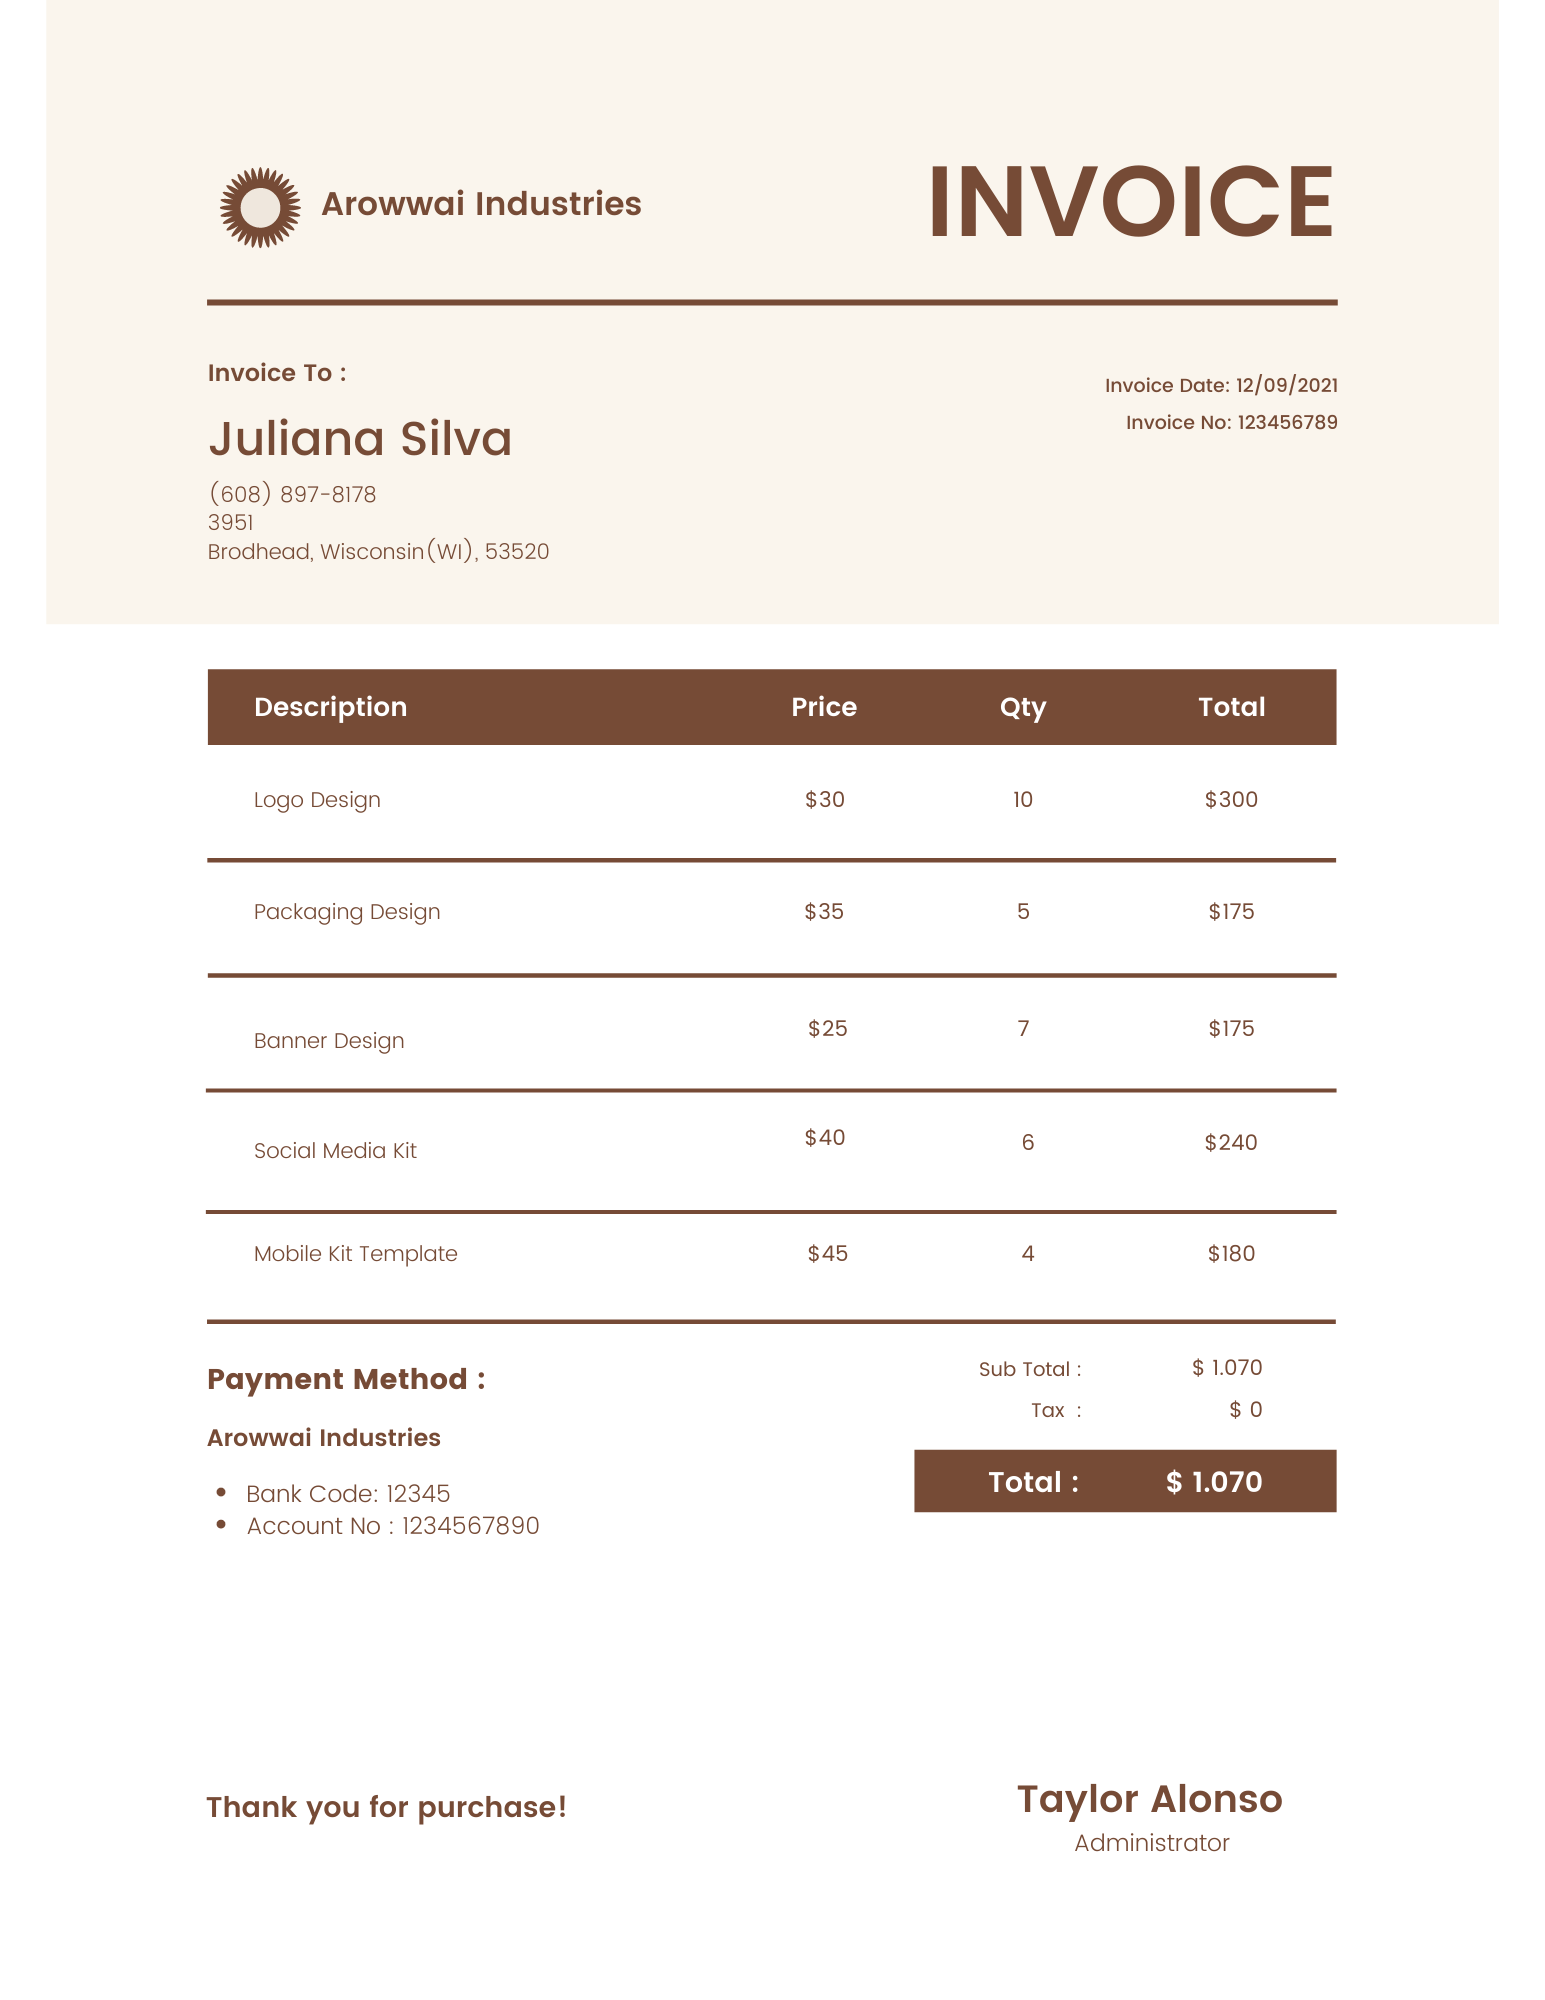 Arowwai Industries
INVOICE
Invoice To :
Juliana Silva
(608) 897-8178
3951
Brodhead, Wisconsin(WI), 53520
Invoice Date: 12/09/2021
Invoice No: 123456789
Description Price Qty Total
Logo Design $30 10 $300
Packaging Design $35 5 $175
Banner Design $25 7 $175
Social Media Kit $40 6 $240
Mobile Kit Template $45 4 $180
Sub Total : $ 1.070
Tax : $ 0
Total : $ 1.070
Payment Method :
Arowwai Industries
• Bank Code: 12345
• Account No : 1234567890
Thank you for purchase!
Taylor Alonso
Administrator